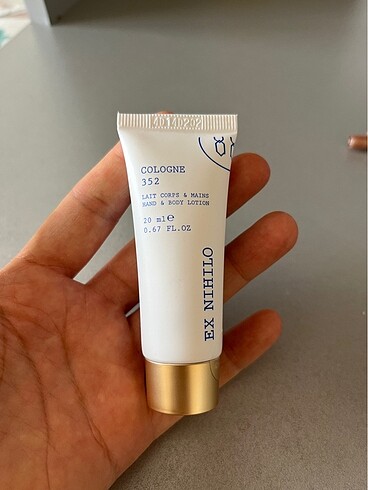 COLOGNE
352
LAIT CORPS & MAINS
HAND & BODY LOTION
20 ml℮
0.67 FL.OZ
EX NIHILO